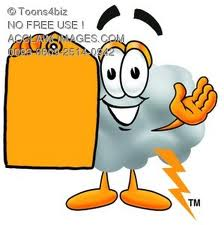 © Toons4biz
NO FREE USE !
ACCLAIMIMAGES.COM
TM